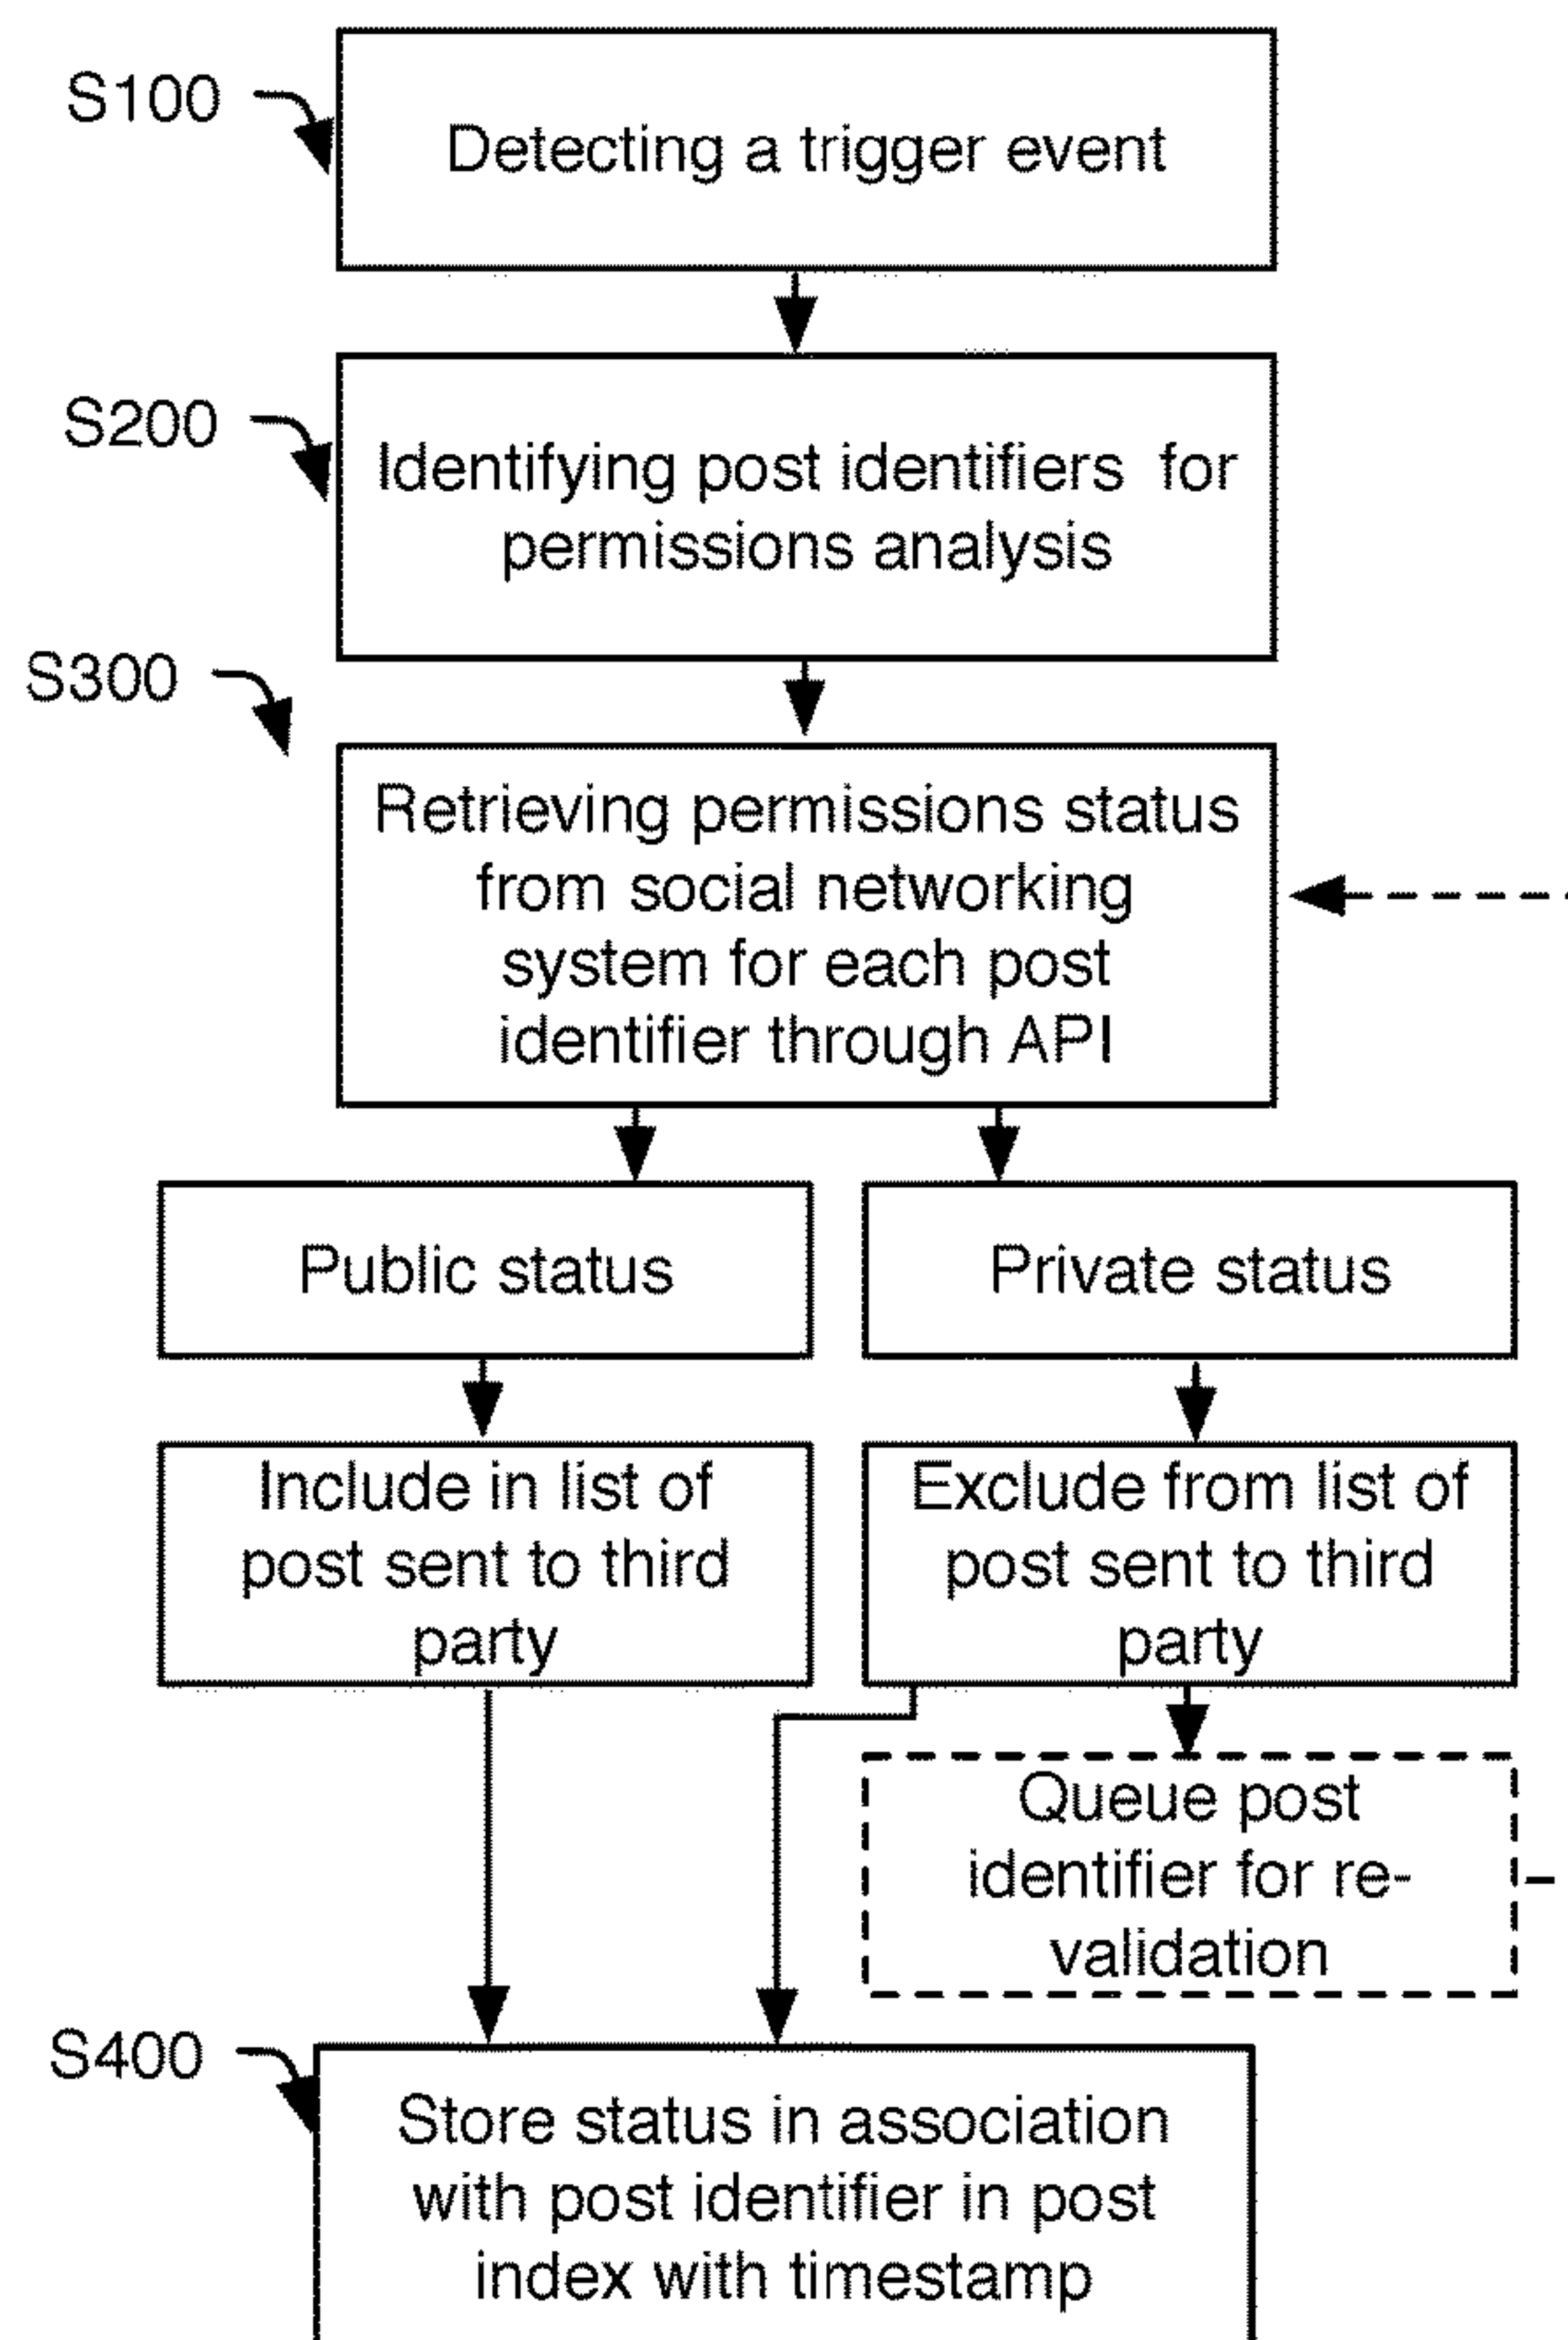 S100
Detecting a trigger event
S200
Identifying post identifiers for
permissions analysis
S300
Retrieving permissions status
from social networking
system for each post
identifier through API
Public status
Private status
Include in list of
post sent to third
party
Exclude from list of
post sent to third
party
Queue post
identifier for re-
validation
S400
Store status in association
with post identifier in post
index with timestamp